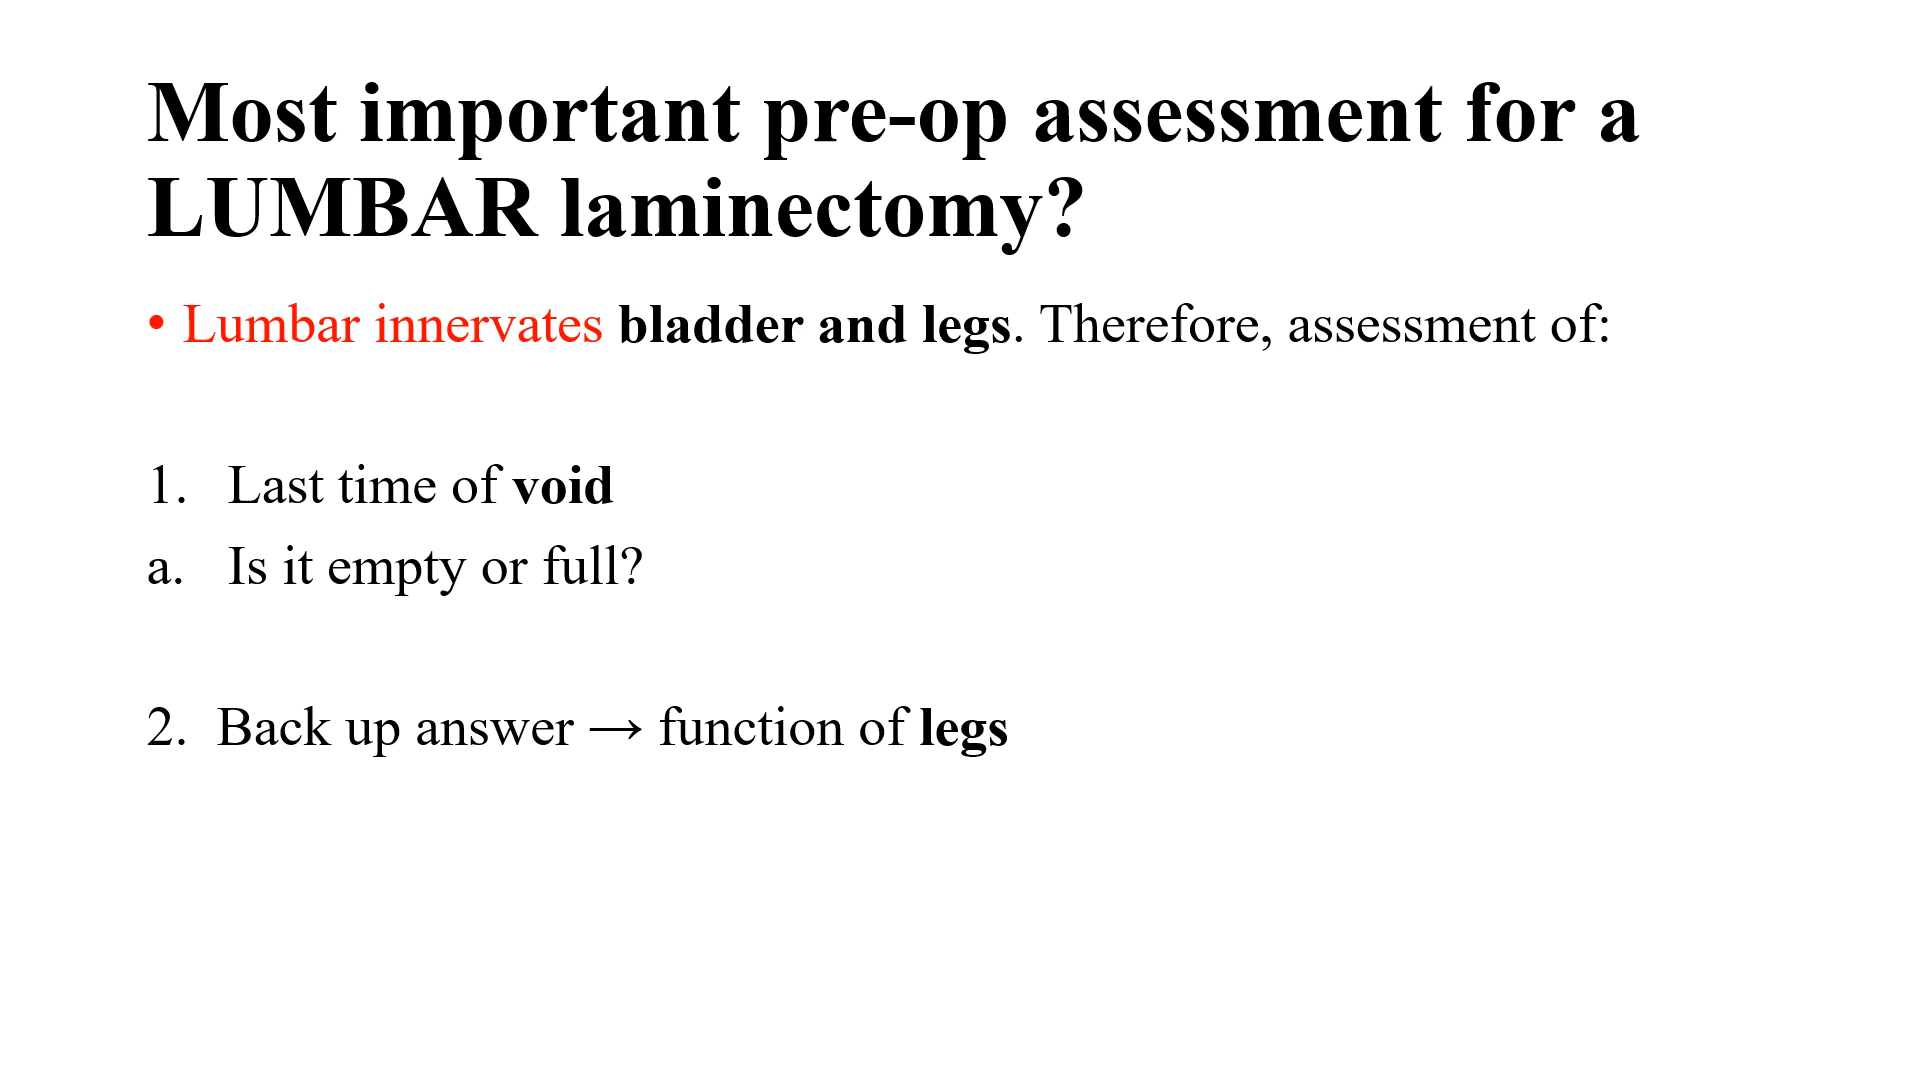 Most important pre-op assessment for a
LUMBAR laminectomy?
• Lumbar innervates bladder and legs. Therefore, assessment of:
1. Last time of void
a. Is it empty or full?
2. Back up answer → function of legs